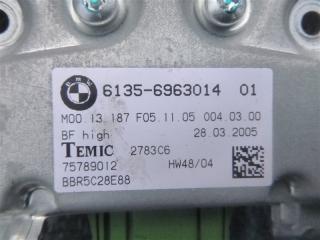 BMW 6135-6963014 01
M00.13.187 F05.11.05 004.03.00
BF high 28.03.2005
TEMIC 2783C6
75789012 HW48/04
BBR5C28E88